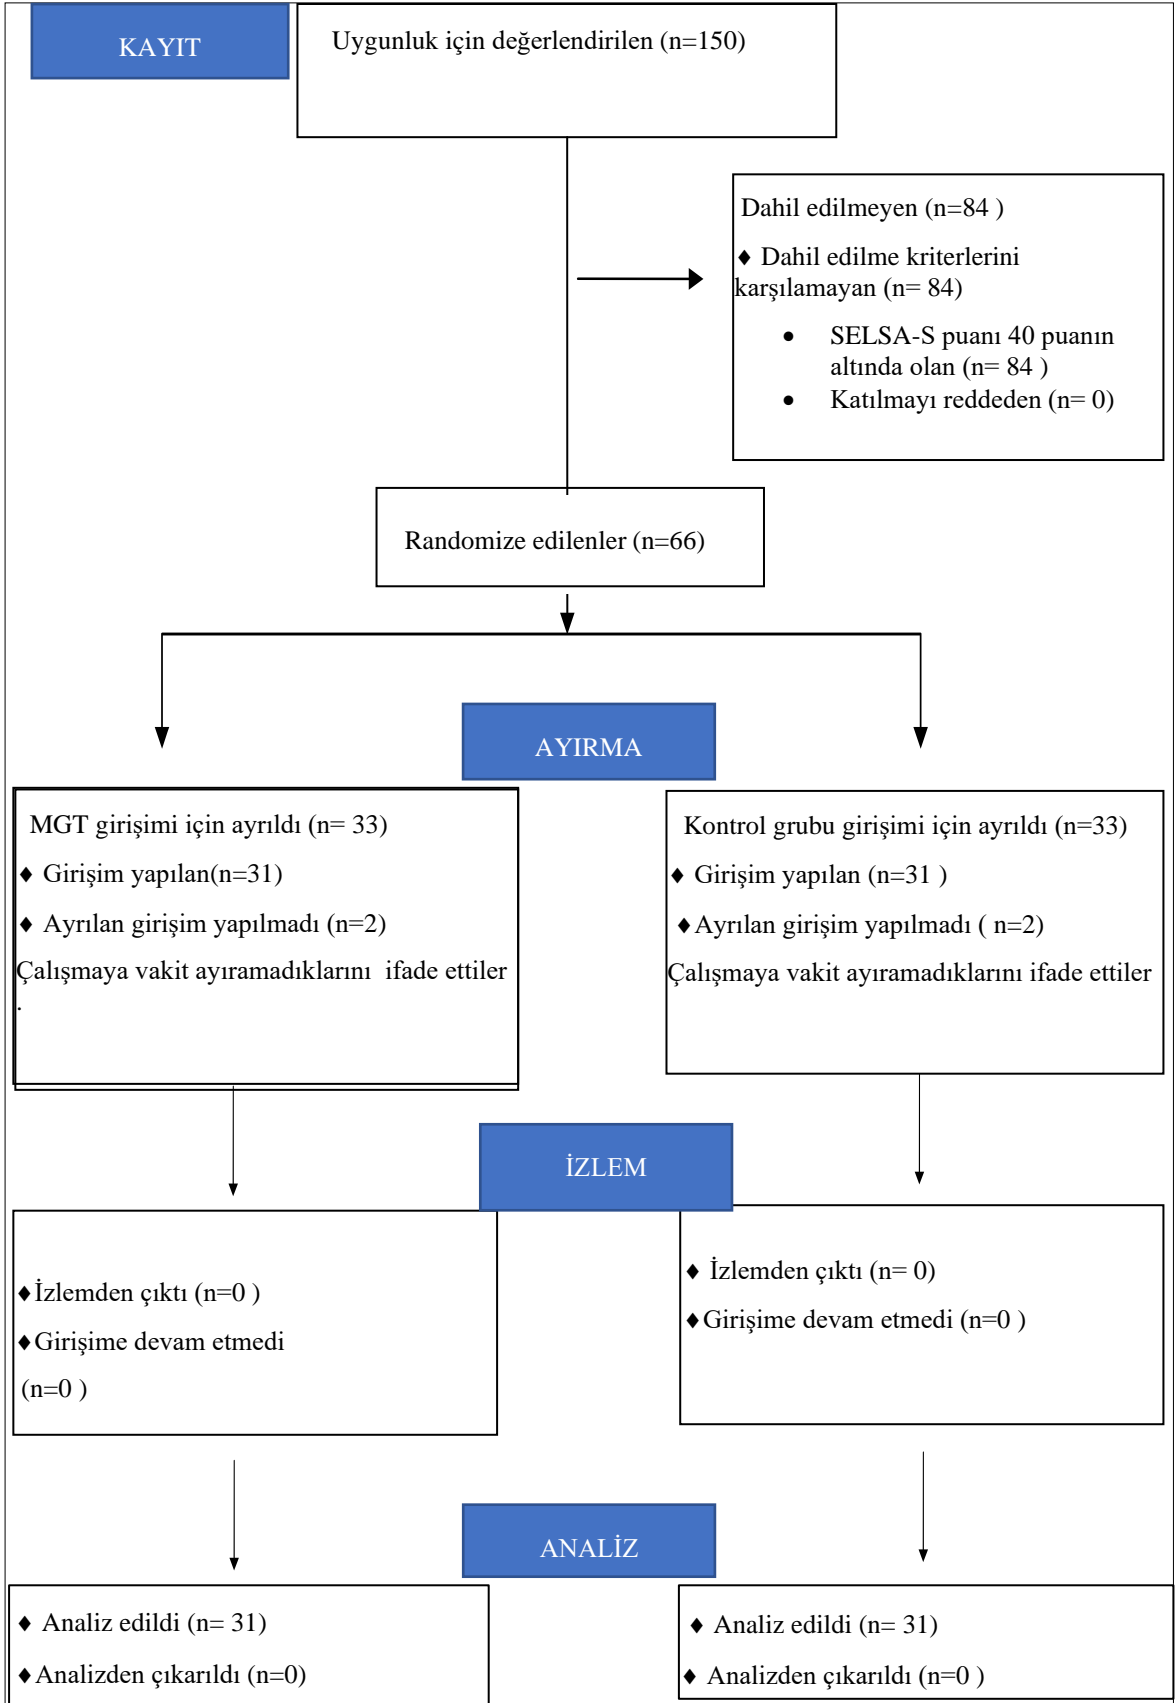 KAYIT
Uygunluk için değerlendirilen (n=150)
Dahil edilmeyen (n=84 )
♦ Dahil edilme kriterlerini
karşılamayan (n= 84)
• SELSA-S puanı 40 puanın
altında olan (n= 84 )
• Katılmayı reddeden (n= 0)
Randomize edilenler (n=66)
AYIRMA
MGT girişimi için ayrıldı (n= 33)
♦ Girişim yapılan(n=31)
♦ Ayrılan girişim yapılmadı (n=2)
Çalışmaya vakit ayıramadıklarını  ifade ettiler
.
Kontrol grubu girişimi için ayrıldı (n=33)
♦ Girişim yapılan (n=31 )
♦Ayrılan girişim yapılmadı ( n=2)
Çalışmaya vakit ayıramadıklarını ifade ettiler
İZLEM
♦İzlemden çıktı (n=0 )
♦Girişime devam etmedi
(n=0 )
♦ İzlemden çıktı (n= 0)
♦Girişime devam etmedi (n=0 )
ANALİZ
♦ Analiz edildi (n= 31)
♦Analizden çıkarıldı (n=0)
♦ Analiz edildi (n= 31)
♦ Analizden çıkarıldı (n=0 )